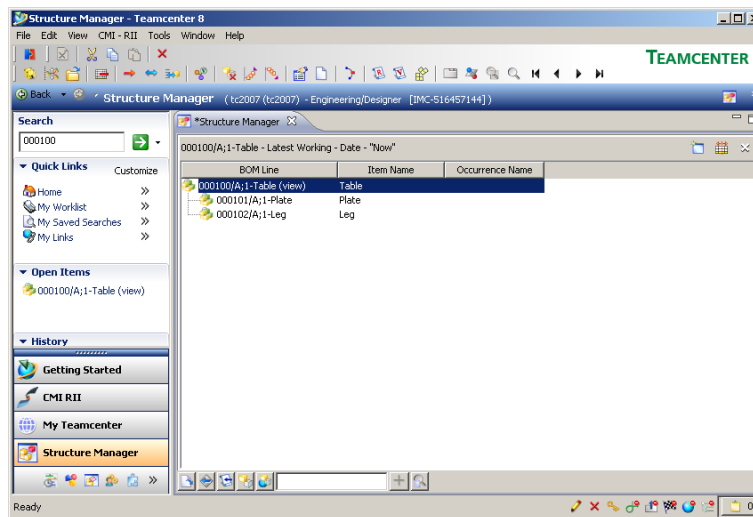 Structure Manager - Teamcenter 8
File Edit View CMI-RII Tools Window Help
TEAMCENTER
Back Structure Manager ( tc2007 (tc2007) - Engineering/Designer [IMC-516457144] )
Search
000100
Quick Links Customize
Home
My Worklist
My Saved Searches
My Links
Open Items
000100/A;1-Table (view)
History
Getting Started
CMI RII
My Teamcenter
Structure Manager
*Structure Manager
000100/A;1-Table - Latest Working - Date - "Now"
BOM Line Item Name Occurrence Name
000100/A;1-Table (view) Table
000101/A;1-Plate Plate
000102/A;1-Leg Leg
Ready